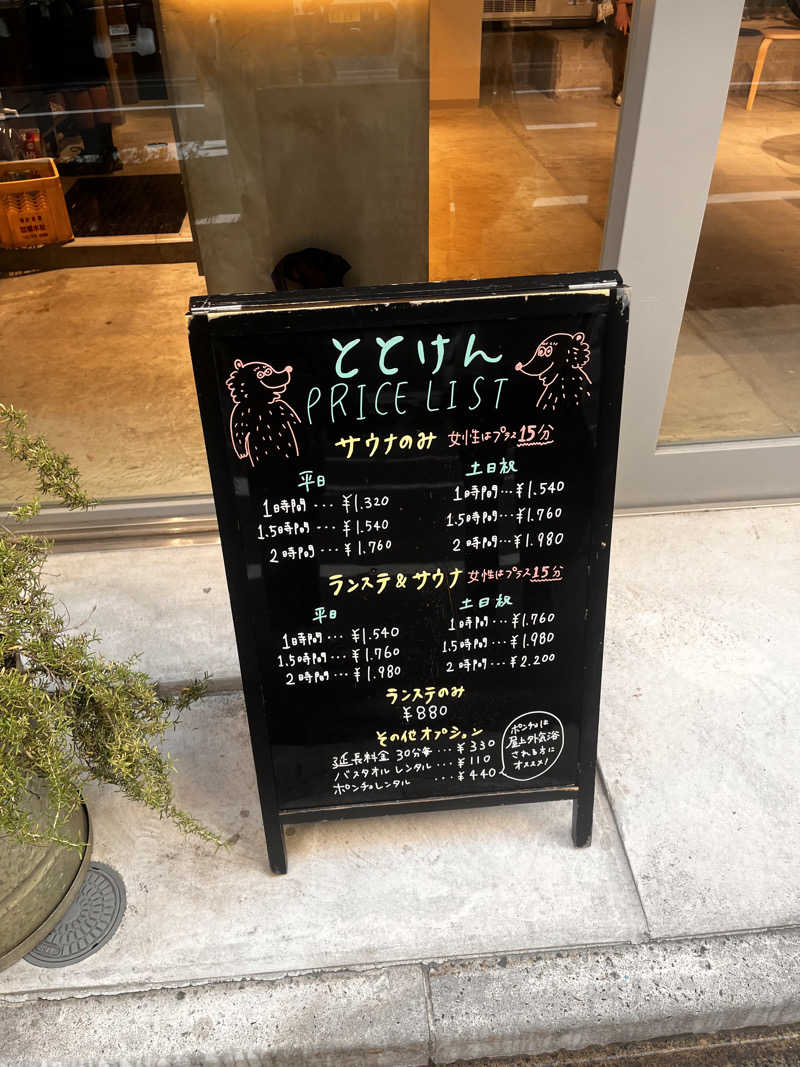 ととけん
PRICE LIST
サウナのみ 女性はプラス15分
平日
1時間 ... ¥1.320
1.5時間 ... ¥1.540
2時間 ... ¥1.760
土日祝
1時間 ... ¥1.540
1.5時間 ... ¥1.760
2時間 ... ¥1.980
ランステ&サウナ 女性はプラス15分
平日
1時間 ... ¥1.540
1.5時間 ... ¥1.760
2時間 ... ¥1.980
土日祝
1時間 ... ¥1.760
1.5時間 ... ¥1.980
2時間 ... ¥2.200
ランステのみ
¥880
その他オプション
延長料金 30分毎 ... ¥330
バスタオルレンタル ... ¥110
ポンチョレンタル ... ¥440
ポンチョは
屋上外気浴
される方に
オススメ!